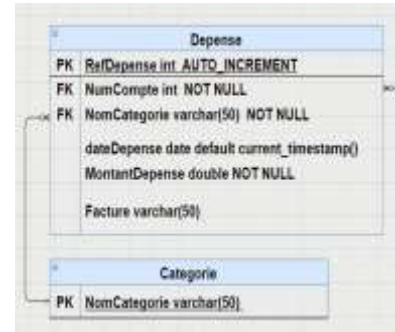 Depense
PK RefDepense int AUTO_INCREMENT
FK NumCompte int NOT NULL
FK NomCategorie varchar(50) NOT NULL
dateDepense date default current_timestamp()
MontantDepense double NOT NULL
Facture varchar(50)
Categorie
PK NomCategorie varchar(50)